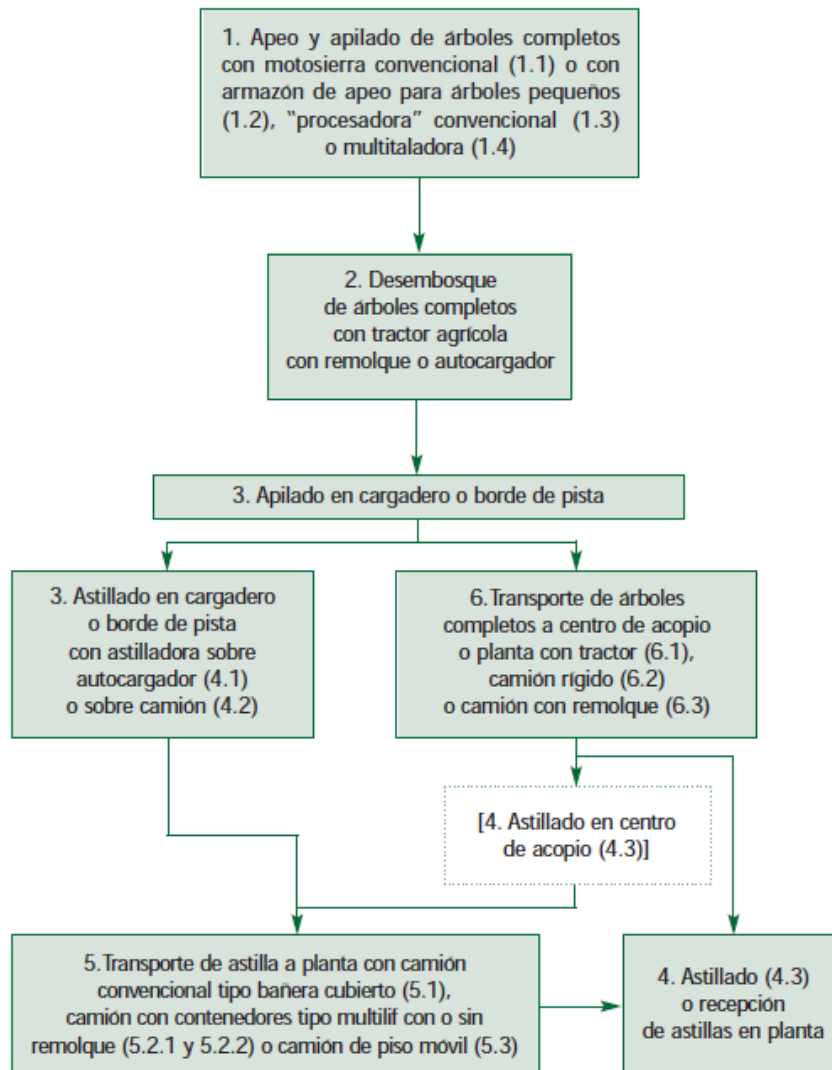 1. Apeo y apilado de árboles completos
con motosierra convencional (1.1) o con
armazón de apeo para árboles pequeños
(1.2), “procesadora” convencional (1.3)
o multitaladora (1.4)
2. Desembosque
de árboles completos
con tractor agrícola
con remolque o autocargador
3. Apilado en cargadero o borde de pista
3. Astillado en cargadero
o borde de pista
con astilladora sobre
autocargador (4.1)
o sobre camión (4.2)
6.Transporte de árboles
completos a centro de acopio
o planta con tractor (6.1),
camión rígido (6.2)
o camión con remolque (6.3)
[4. Astillado en centro
de acopio (4.3)]
5.Transporte de astilla a planta con camión
convencional tipo bañera cubierto (5.1),
camión con contenedores tipo multilif con o sin
remolque (5.2.1 y 5.2.2) o camión de piso móvil (5.3)
4. Astillado (4.3)
o recepción
de astillas en planta